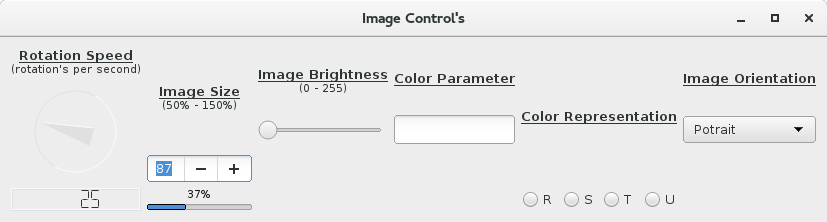 Image Control's
Rotation Speed
(rotation's per second)
25
Image Size
(50% - 150%)
87
37%
Image Brightness
(0 - 255)
Color Parameter
Color Representation
R S T U
Image Orientation
Potrait